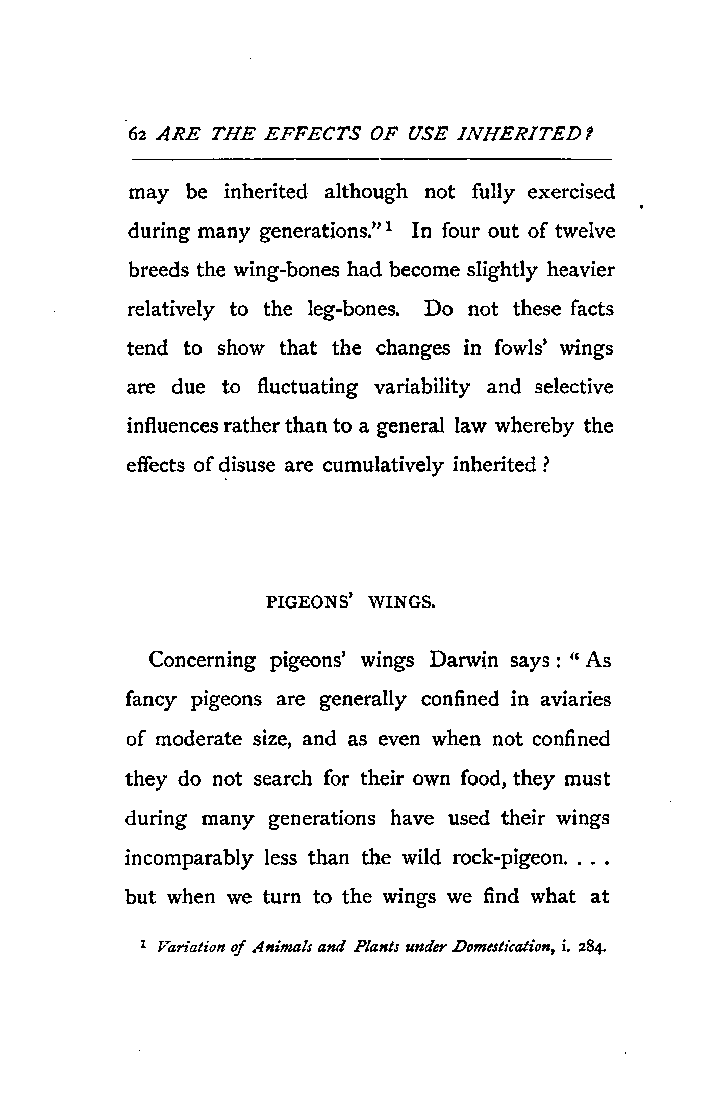 62 ARE THE EFFECTS OF USE INHERITED?
may be inherited although not fully exercised
during many generations.” ¹ In four out of twelve
breeds the wing-bones had become slightly heavier
relatively to the leg-bones. Do not these facts
tend to show that the changes in fowls’ wings
are due to fluctuating variability and selective
influences rather than to a general law whereby the
effects of disuse are cumulatively inherited ?
PIGEONS’ WINGS.
Concerning pigeons’ wings Darwin says : “ As
fancy pigeons are generally confined in aviaries
of moderate size, and as even when not confined
they do not search for their own food, they must
during many generations have used their wings
incomparably less than the wild rock-pigeon. . . .
but when we turn to the wings we find what at
¹ Variation of Animals and Plants under Domestication, i. 284.